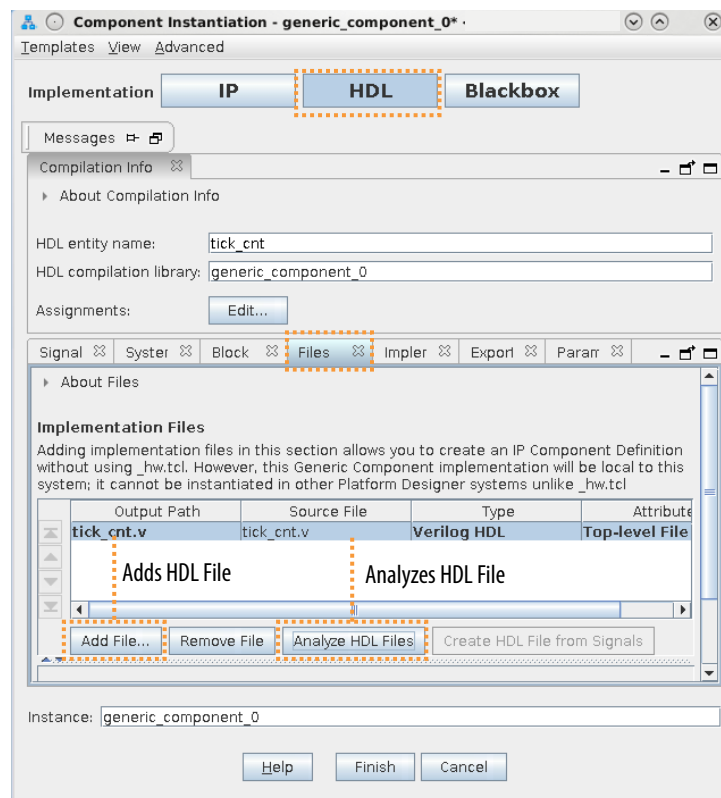 Component Instantiation - generic_component_0*
Templates View Advanced
Implementation IP HDL Blackbox
Messages
Compilation Info
About Compilation Info
HDL entity name: tick_cnt
HDL compilation library: generic_component_0
Assignments: Edit...
Signal Syster Block Files Impler Export Param
About Files
Implementation Files
Adding implementation files in this section allows you to create an IP Component Definition
without using _hw.tcl. However, this Generic Component implementation will be local to this
system; it cannot be instantiated in other Platform Designer systems unlike _hw.tcl
Output Path Source File Type Attribute
tick_cnt.v tick_cnt.v Verilog HDL Top-level File
Adds HDL File Analyzes HDL File
Add File... Remove File Analyze HDL Files Create HDL File from Signals
Instance: generic_component_0
Help Finish Cancel